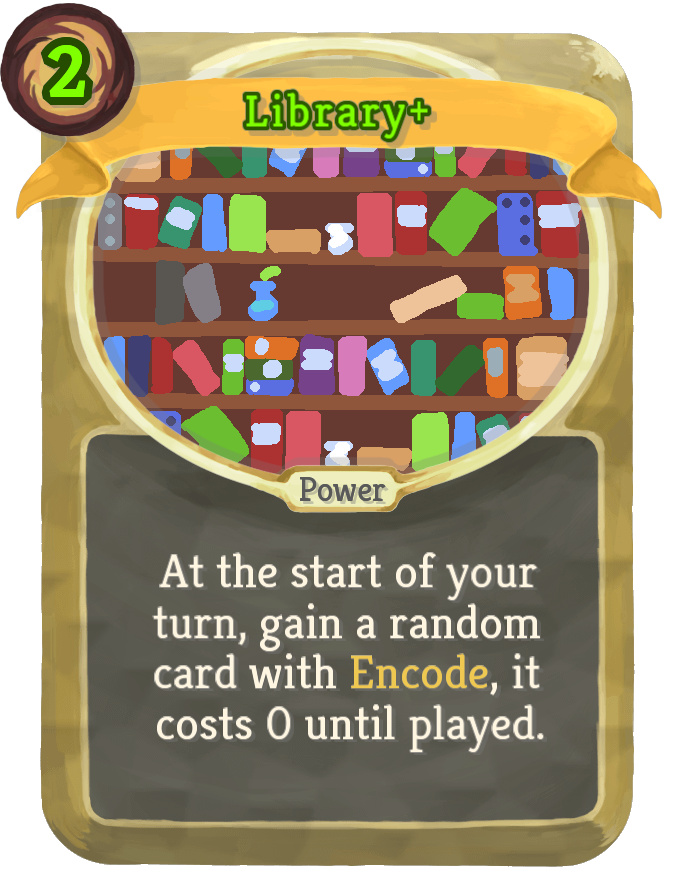 2
Library+
Power
At the start of your
turn, gain a random
card with Encode, it
costs 0 until played.